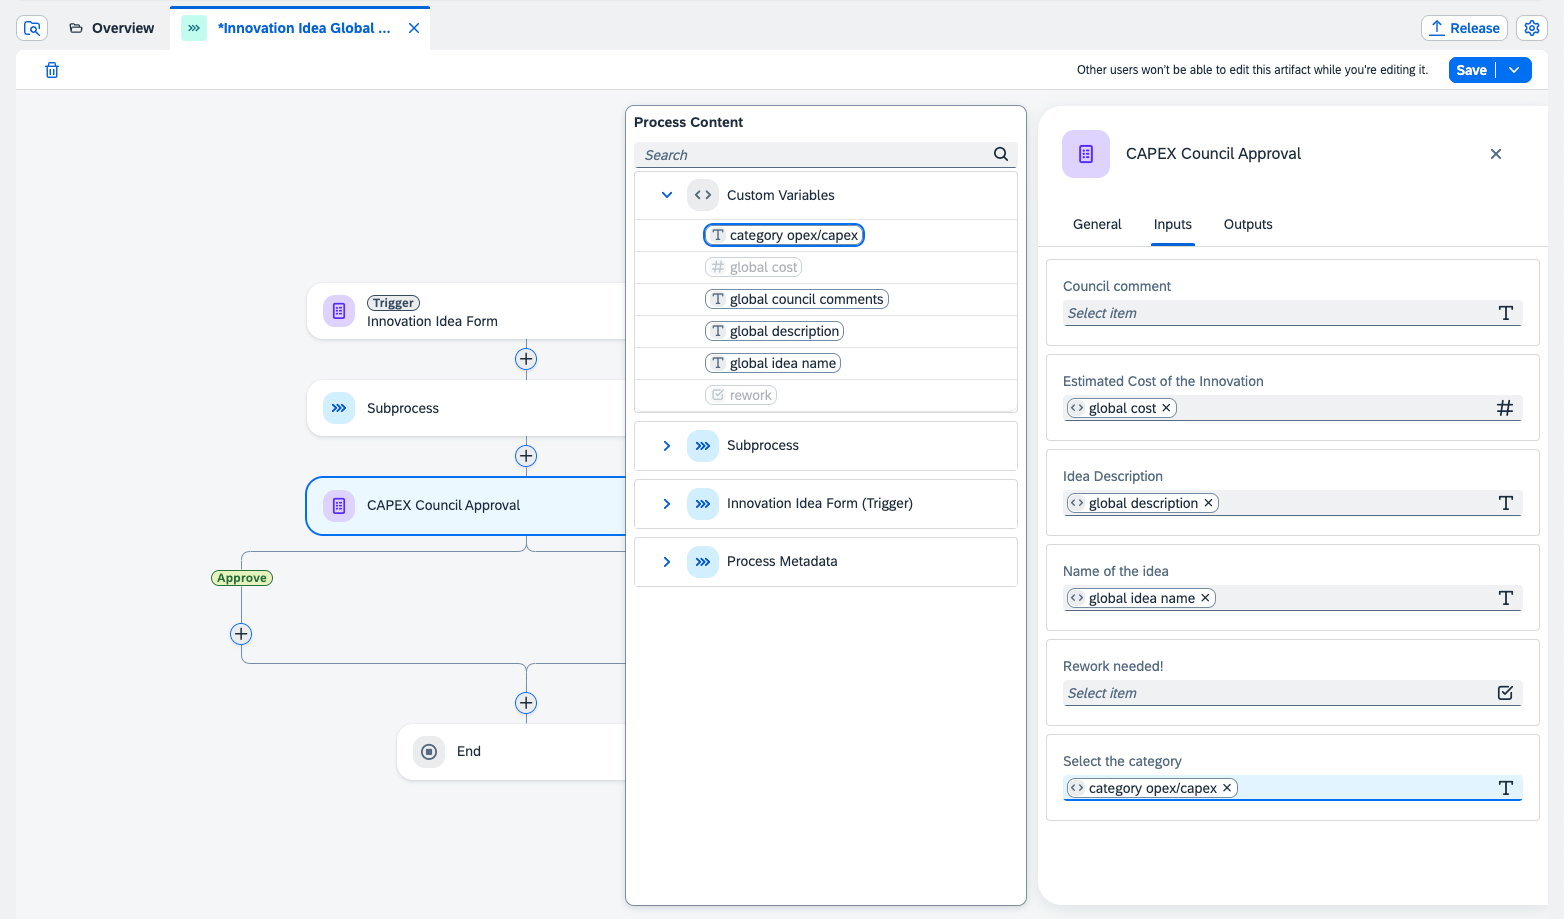 Overview
*Innovation Idea Global ...
Release
Other users won't be able to edit this artifact while you're editing it.
Save
Trigger
Innovation Idea Form
Subprocess
CAPEX Council Approval
Approve
End
Process Content
Search
Custom Variables
category opex/capex
global cost
global council comments
global description
global idea name
rework
Subprocess
Innovation Idea Form (Trigger)
Process Metadata
CAPEX Council Approval
General
Inputs
Outputs
Council comment
Select item
Estimated Cost of the Innovation
global cost
Idea Description
global description
Name of the idea
global idea name
Rework needed!
Select item
Select the category
category opex/capex